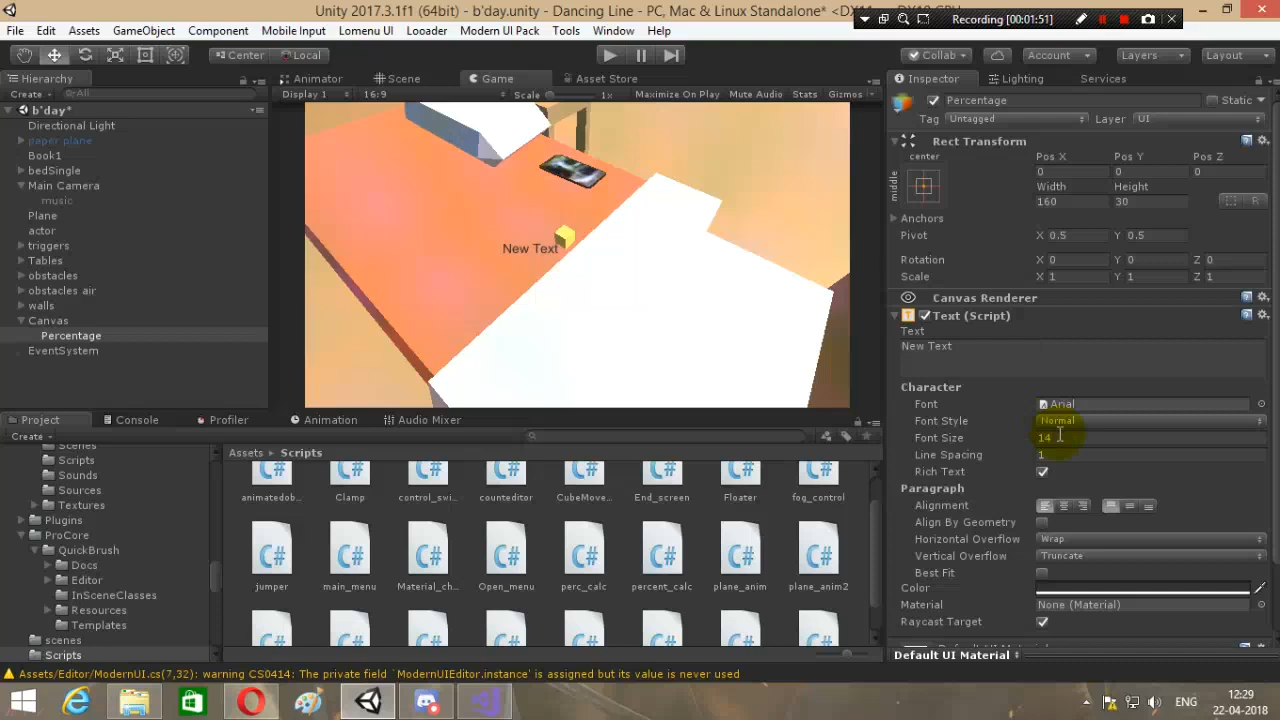 Unity 2017.3.1f1 (64bit) - b'day.unity - Dancing Line - PC, Mac & Linux Standalone* <DX11
Recording [00:01:51]
File Edit Assets GameObject Component Mobile Input Lomenu UI Loader Modern UI Pack Tools Window Help
Center Local
Collab Account Layers Layout
Hierarchy
Create All
b'day*
Directional Light
paper plane
Book1
bedSingle
Main Camera
music
Plane
actor
triggers
Tables
obstacles
obstacles air
walls
Canvas
Percentage
EventSystem
Animator Scene Game Asset Store
Display 1 16:9 Scale 1x Maximize On Play Mute Audio Stats Gizmos
New Text
Inspector Lighting Services
Percentage Static
Tag Untagged Layer UI
Rect Transform
center
middle
Pos X Pos Y Pos Z
0 0 0
Width Height
160 30
R
Anchors
Pivot X 0.5 Y 0.5
Rotation X 0 Y 0 Z 0
Scale X 1 Y 1 Z 1
Canvas Renderer
Text (Script)
Text
New Text
Character
Font Arial
Font Style Normal
Font Size 14
Line Spacing 1
Rich Text
Paragraph
Alignment
Align By Geometry
Horizontal Overflow Wrap
Vertical Overflow Truncate
Best Fit
Color
Material None (Material)
Raycast Target
Default UI Material
Project Console Profiler Animation Audio Mixer
Create
Scenes
Scripts
Sounds
Sources
Textures
Plugins
ProCore
QuickBrush
Docs
Editor
InSceneClasses
Resources
Templates
scenes
Scripts
Assets Scripts
animatedob... Clamp control_swi... counteditor CubeMove... End_screen Floater fog_control
C# C# C# C# C# C# C# C#
jumper main_menu Material_ch... Open_menu perc_calc percent_calc plane_anim plane_anim2
C# C# C# C# C# C# C# C#
Assets/Editor/ModernUI.cs(7,32): warning CS0414: The private field `ModernUIEditor.instance' is assigned but its value is never used
ENG
12:29
22-04-2018